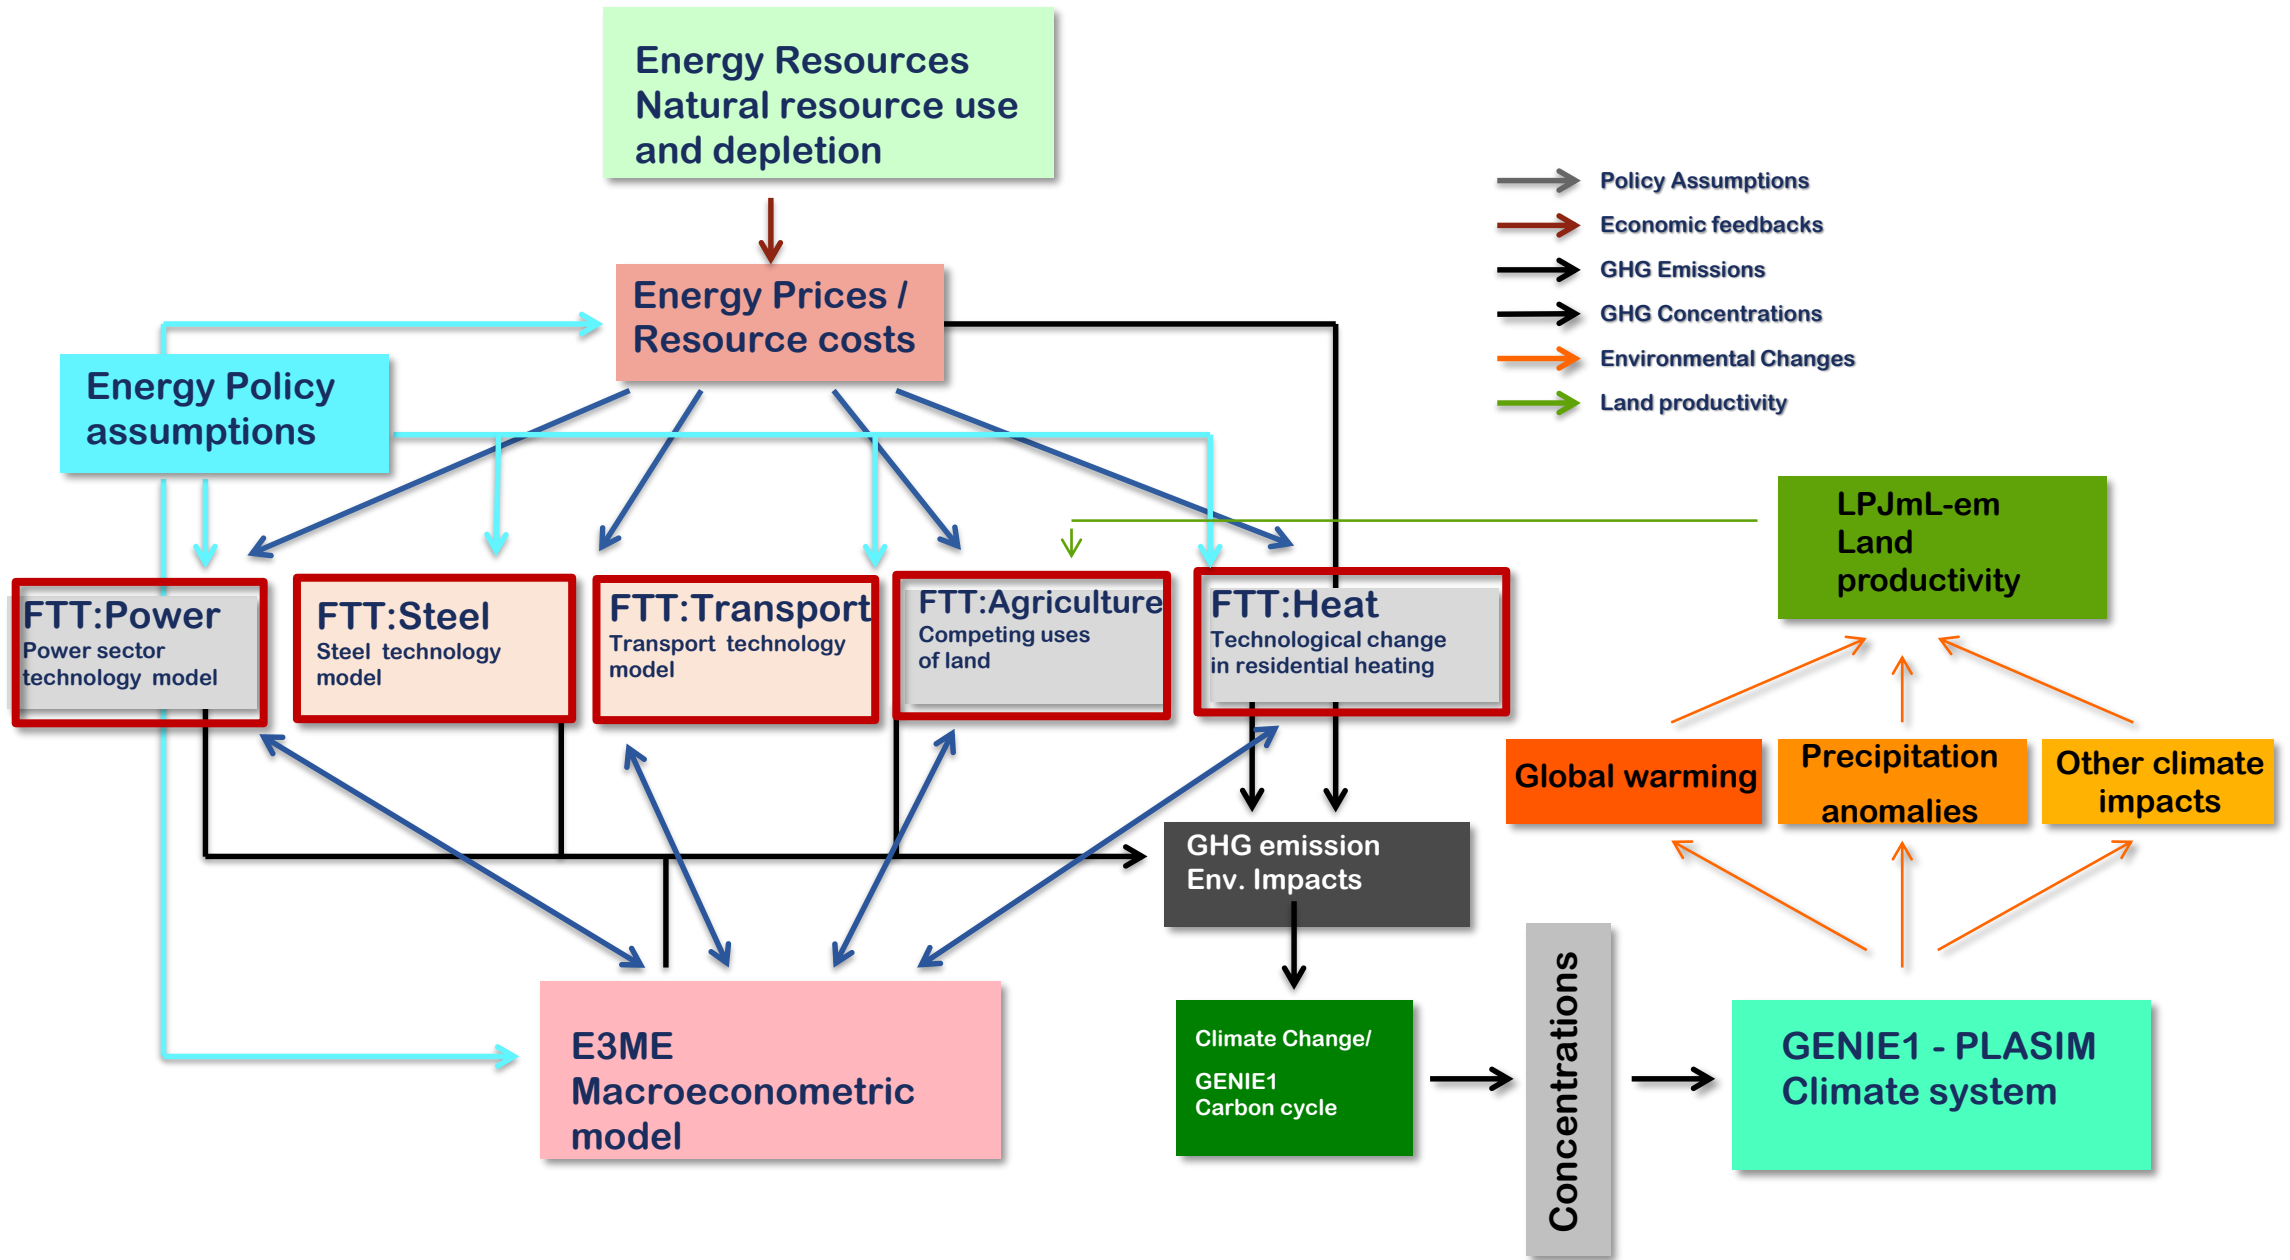 Energy Resources
Natural resource use
and depletion
Policy Assumptions
Economic feedbacks
GHG Emissions
GHG Concentrations
Environmental Changes
Land productivity
Energy Prices /
Resource costs
Energy Policy
assumptions
LPJmL-em
Land
productivity
FTT:Power
Power sector
technology model
FTT:Steel
Steel technology
model
FTT:Transport
Transport technology
model
FTT:Agriculture
Competing uses
of land
FTT:Heat
Technological change
in residential heating
Global warming
Precipitation
anomalies
Other climate
impacts
GHG emission
Env. Impacts
E3ME
Macroeconometric
model
Climate Change/
GENIE1
Carbon cycle
Concentrations
GENIE1 - PLASIM
Climate system